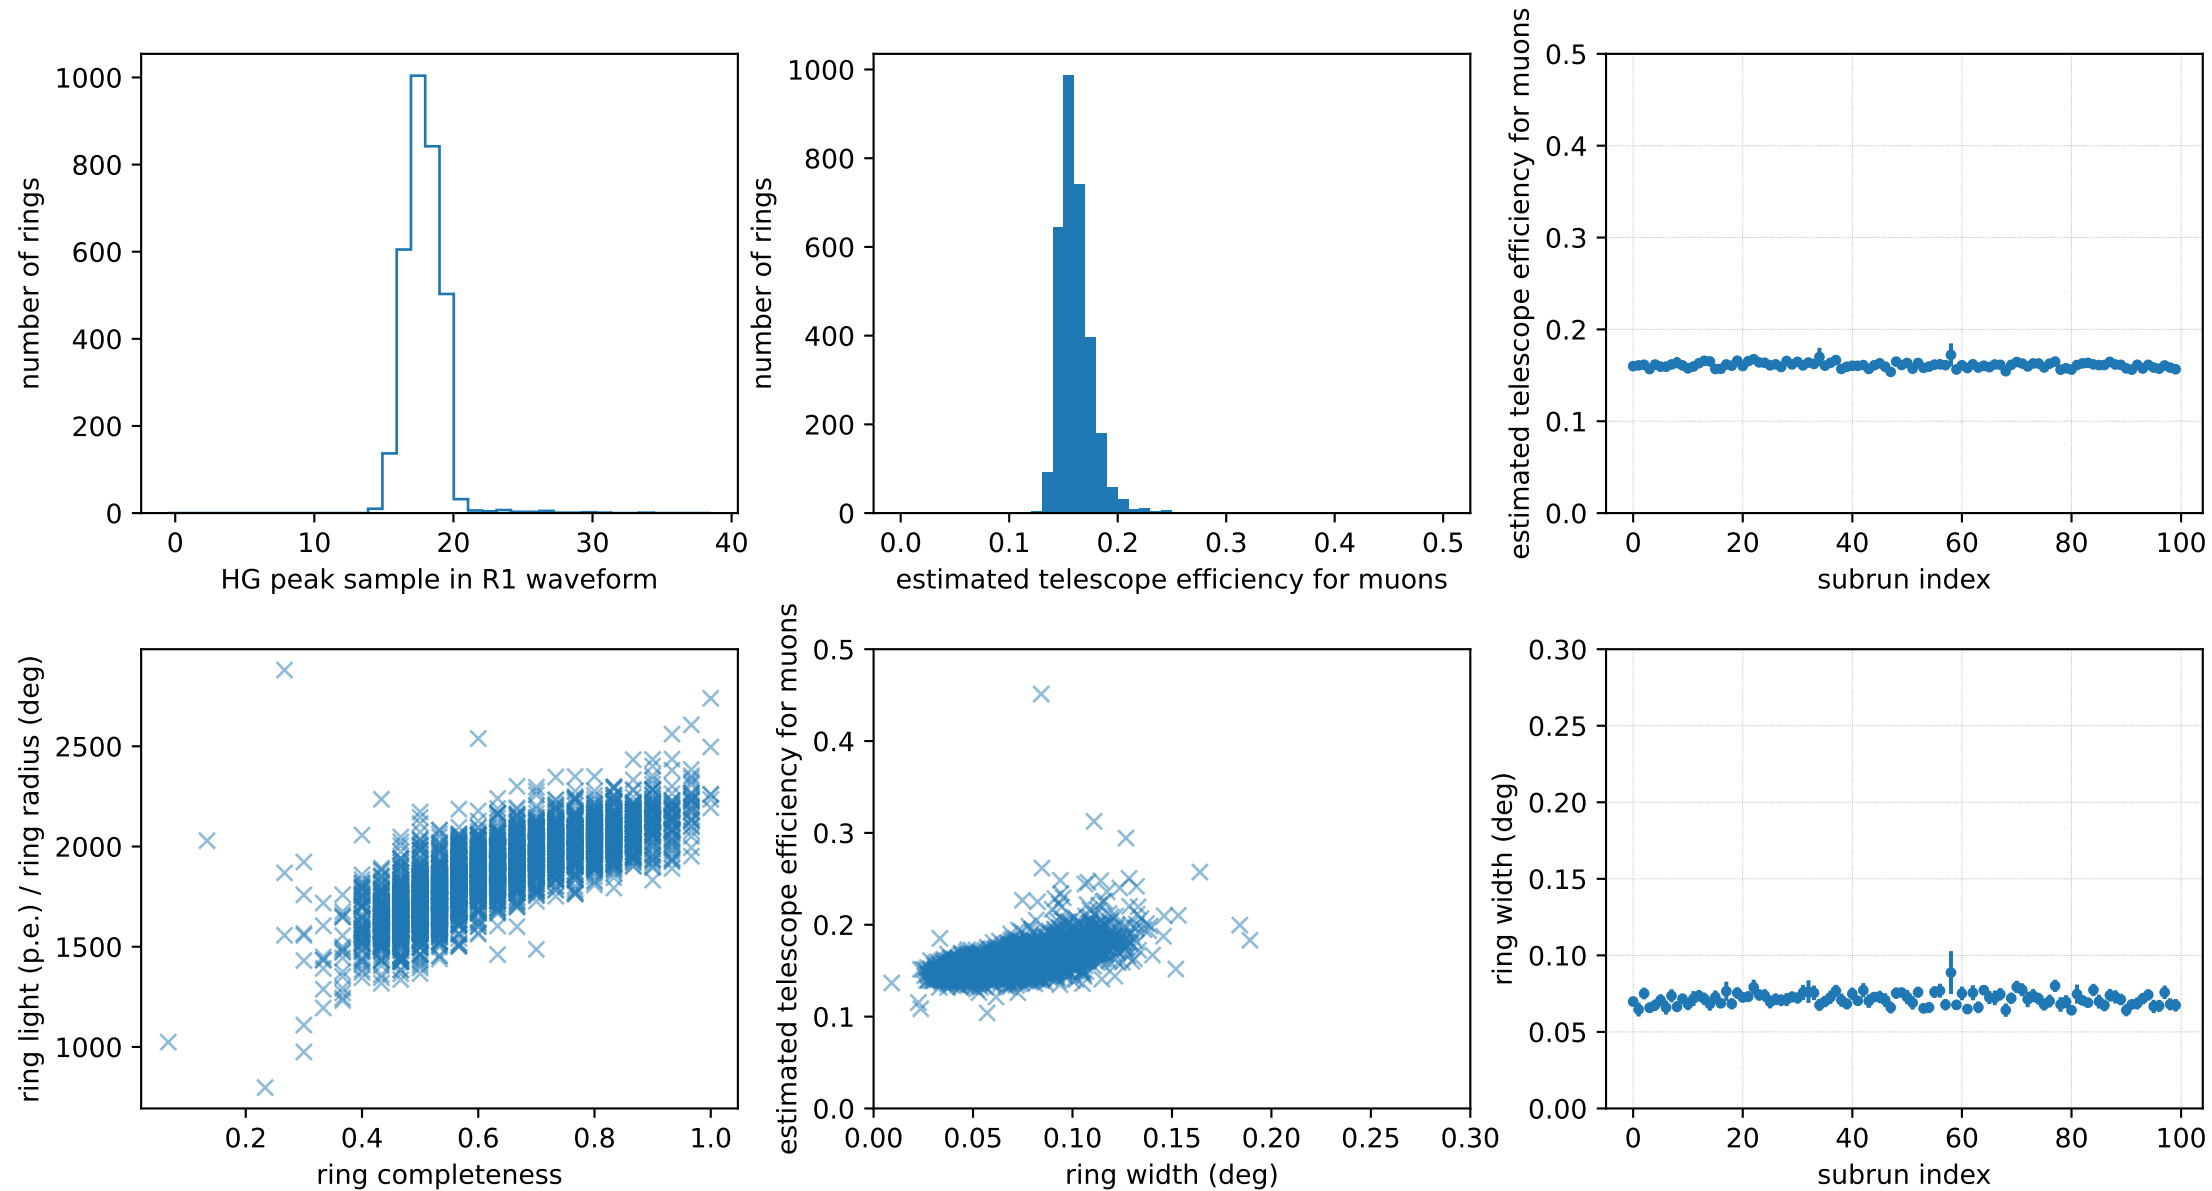 number of rings
1000
800
600
400
200
0
0 10 20 30 40
HG peak sample in R1 waveform
number of rings
1000
800
600
400
200
0
0.0 0.1 0.2 0.3 0.4 0.5
estimated telescope efficiency for muons
estimated telescope efficiency for muons
0.5
0.4
0.3
0.2
0.1
0.0
0 20 40 60 80 100
subrun index
ring light (p.e.) / ring radius (deg)
2500
2000
1500
1000
0.2 0.4 0.6 0.8 1.0
ring completeness
estimated telescope efficiency for muons
0.5
0.4
0.3
0.2
0.1
0.0
0.00 0.05 0.10 0.15 0.20 0.25 0.30
ring width (deg)
ring width (deg)
0.30
0.25
0.20
0.15
0.10
0.05
0.00
0 20 40 60 80 100
subrun index